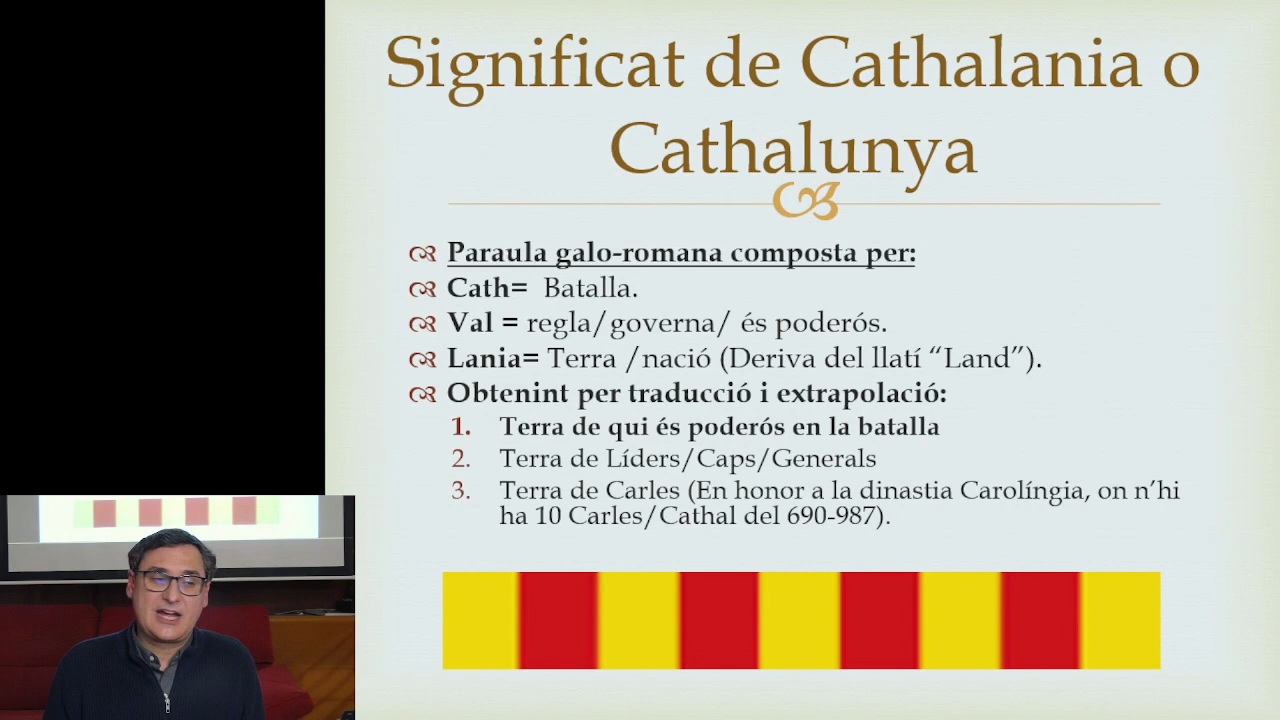 Significat de Cathalania o
Cathalunya
Paraula galo-romana composta per:
Cath= Batalla.
Val = regla/governa/ és poderós.
Lania= Terra /nació (Deriva del llatí “Land”).
Obtenint per traducció i extrapolació:
1. Terra de qui és poderós en la batalla
2. Terra de Líders/Caps/Generals
3. Terra de Carles (En honor a la dinastia Carolíngia, on n’hi
ha 10 Carles/Cathal del 690-987).